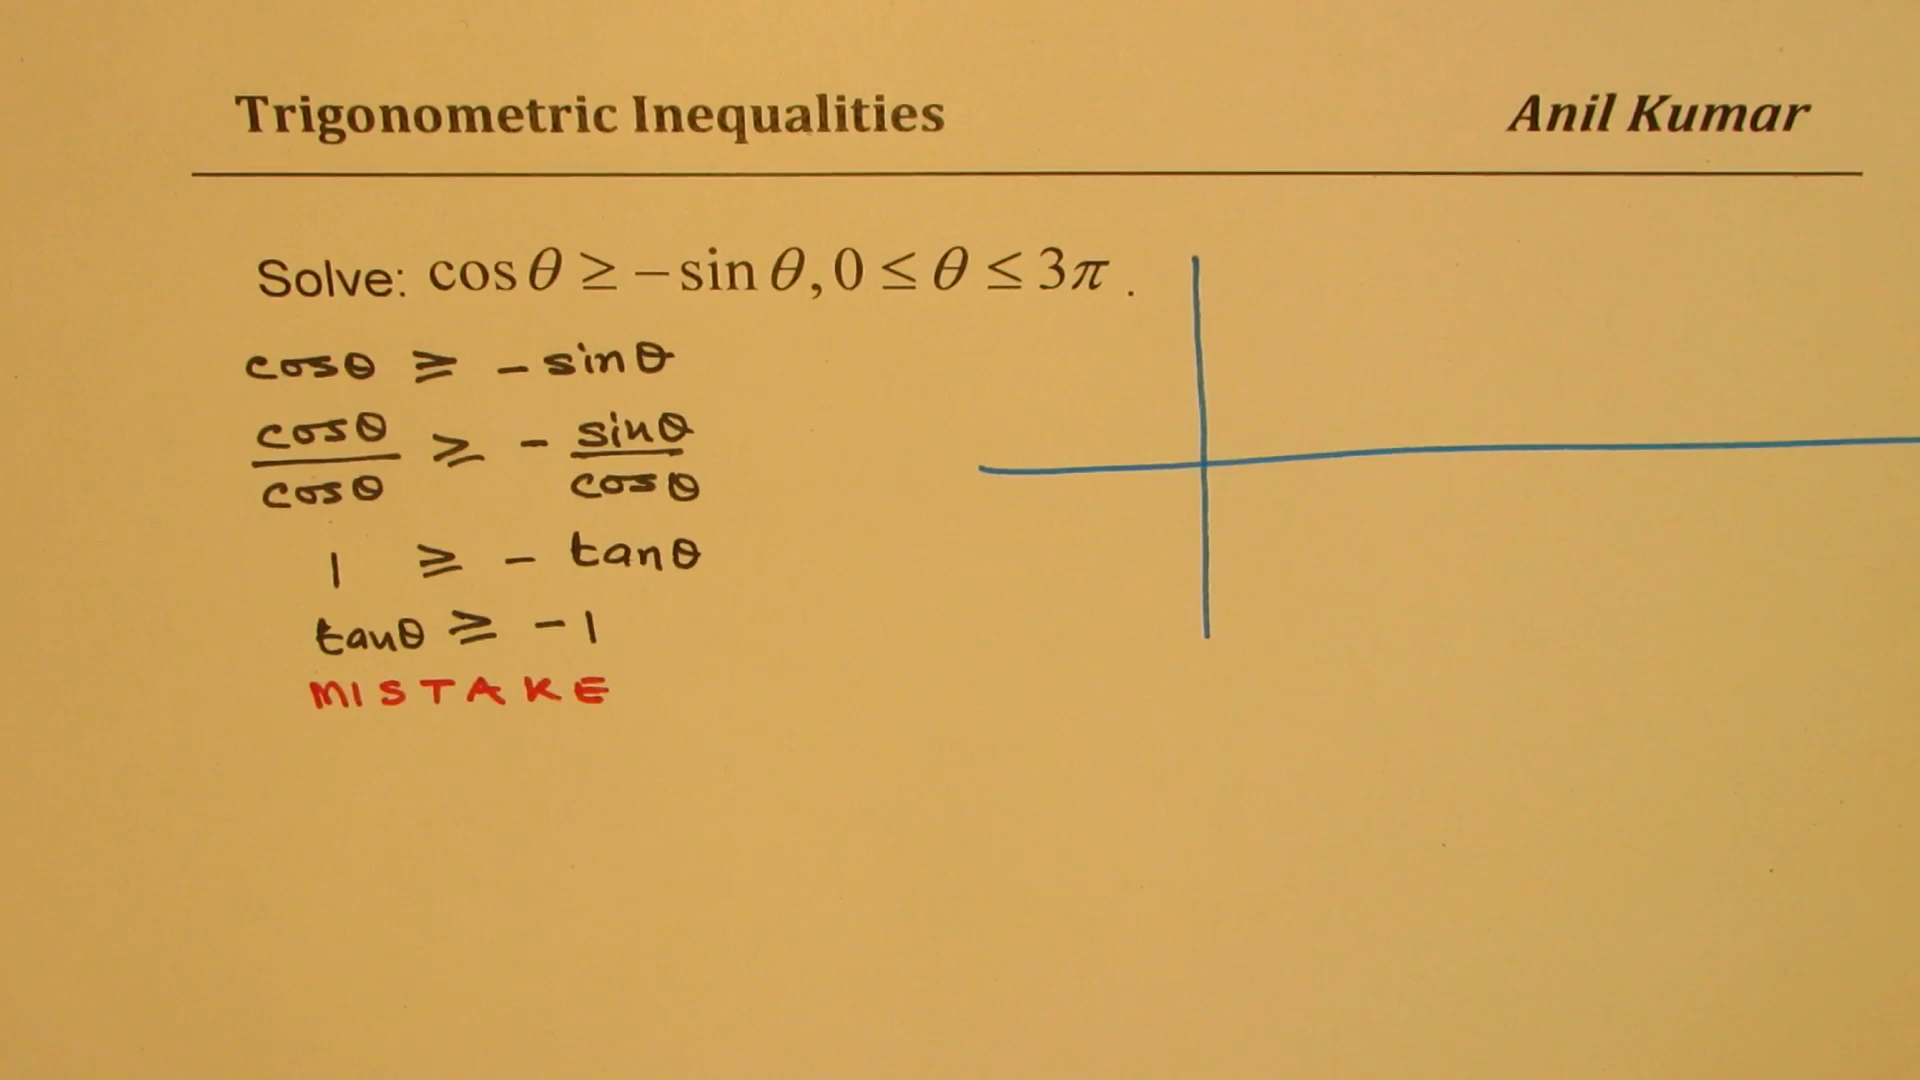 Trigonometric Inequalities
Anil Kumar
Solve: cos θ ≥ − sin θ, 0 ≤ θ ≤ 3π .
cosθ ≥ - sinθ
cosθ/cosθ ≥ - sinθ/cosθ
1 ≥ - tanθ
tanθ ≥ -1
MISTAKE